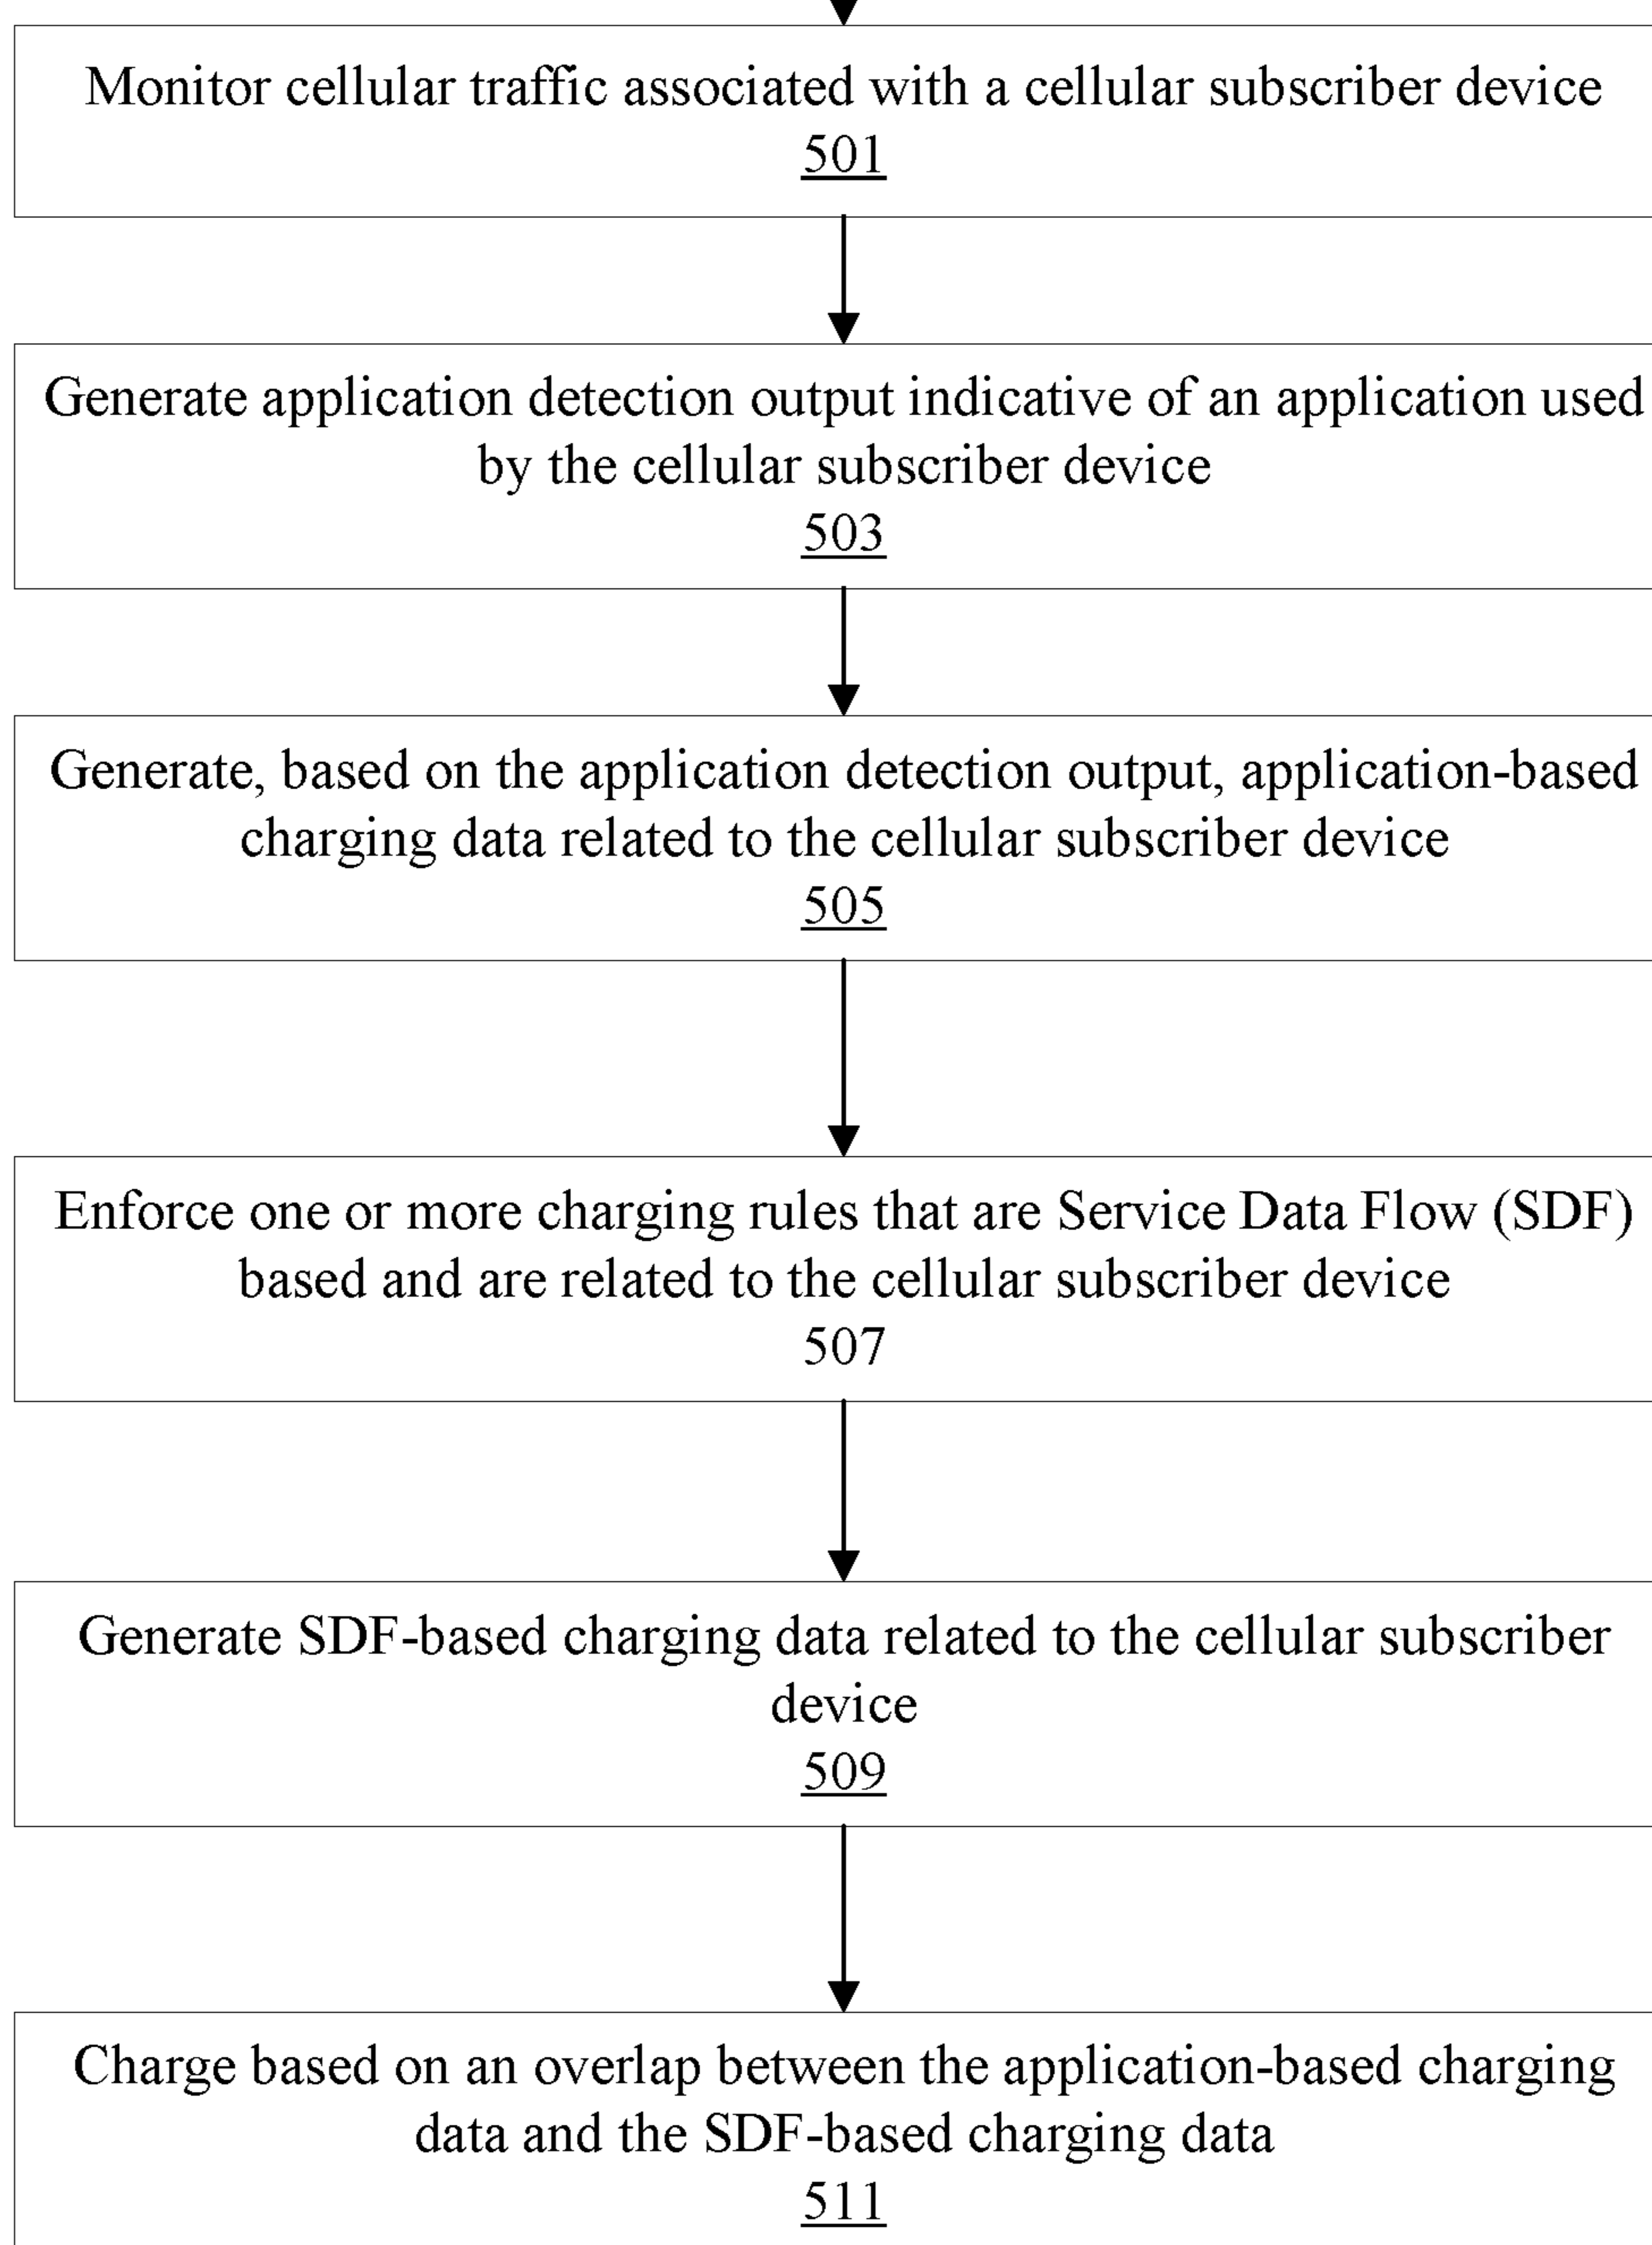 Monitor cellular traffic associated with a cellular subscriber device
501
Generate application detection output indicative of an application used
by the cellular subscriber device
503
Generate, based on the application detection output, application-based
charging data related to the cellular subscriber device
505
Enforce one or more charging rules that are Service Data Flow (SDF)
based and are related to the cellular subscriber device
507
Generate SDF-based charging data related to the cellular subscriber
device
509
Charge based on an overlap between the application-based charging
data and the SDF-based charging data
511